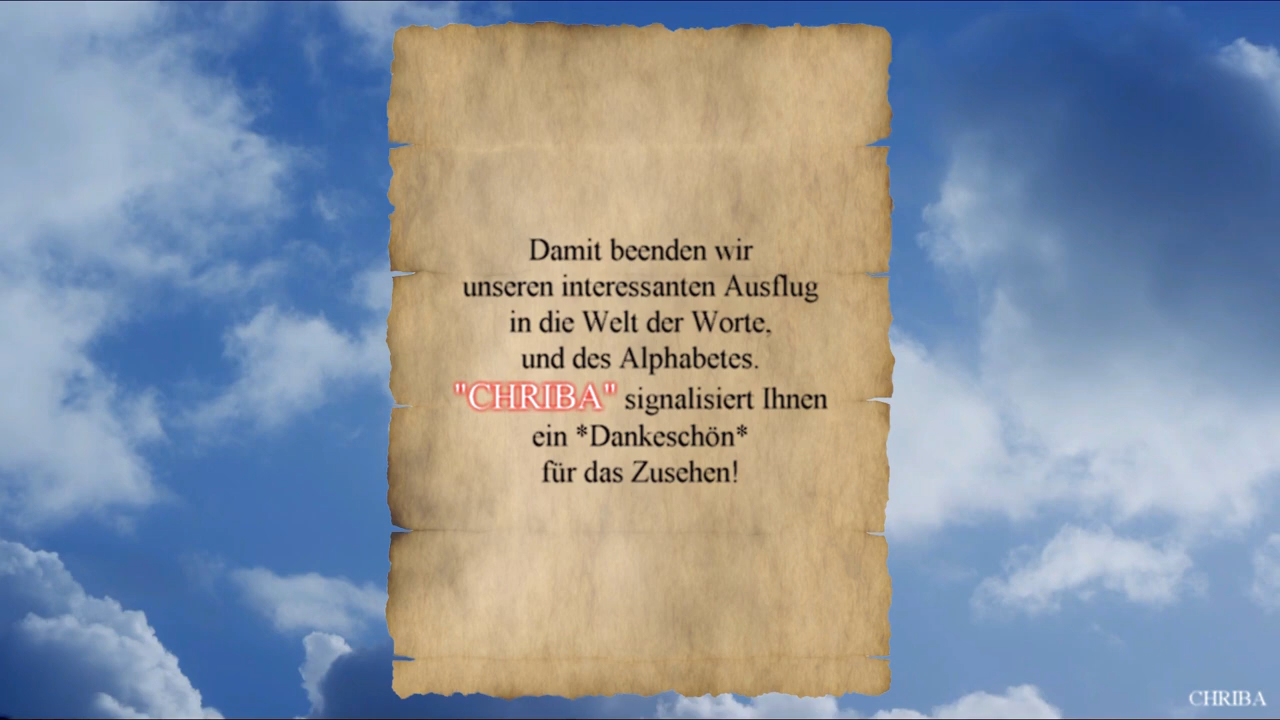 Damit beenden wir
unseren interessanten Ausflug
in die Welt der Worte,
und des Alphabetes.
"CHRIBA" signalisiert Ihnen
ein *Dankeschön*
für das Zusehen!
CHRIBA